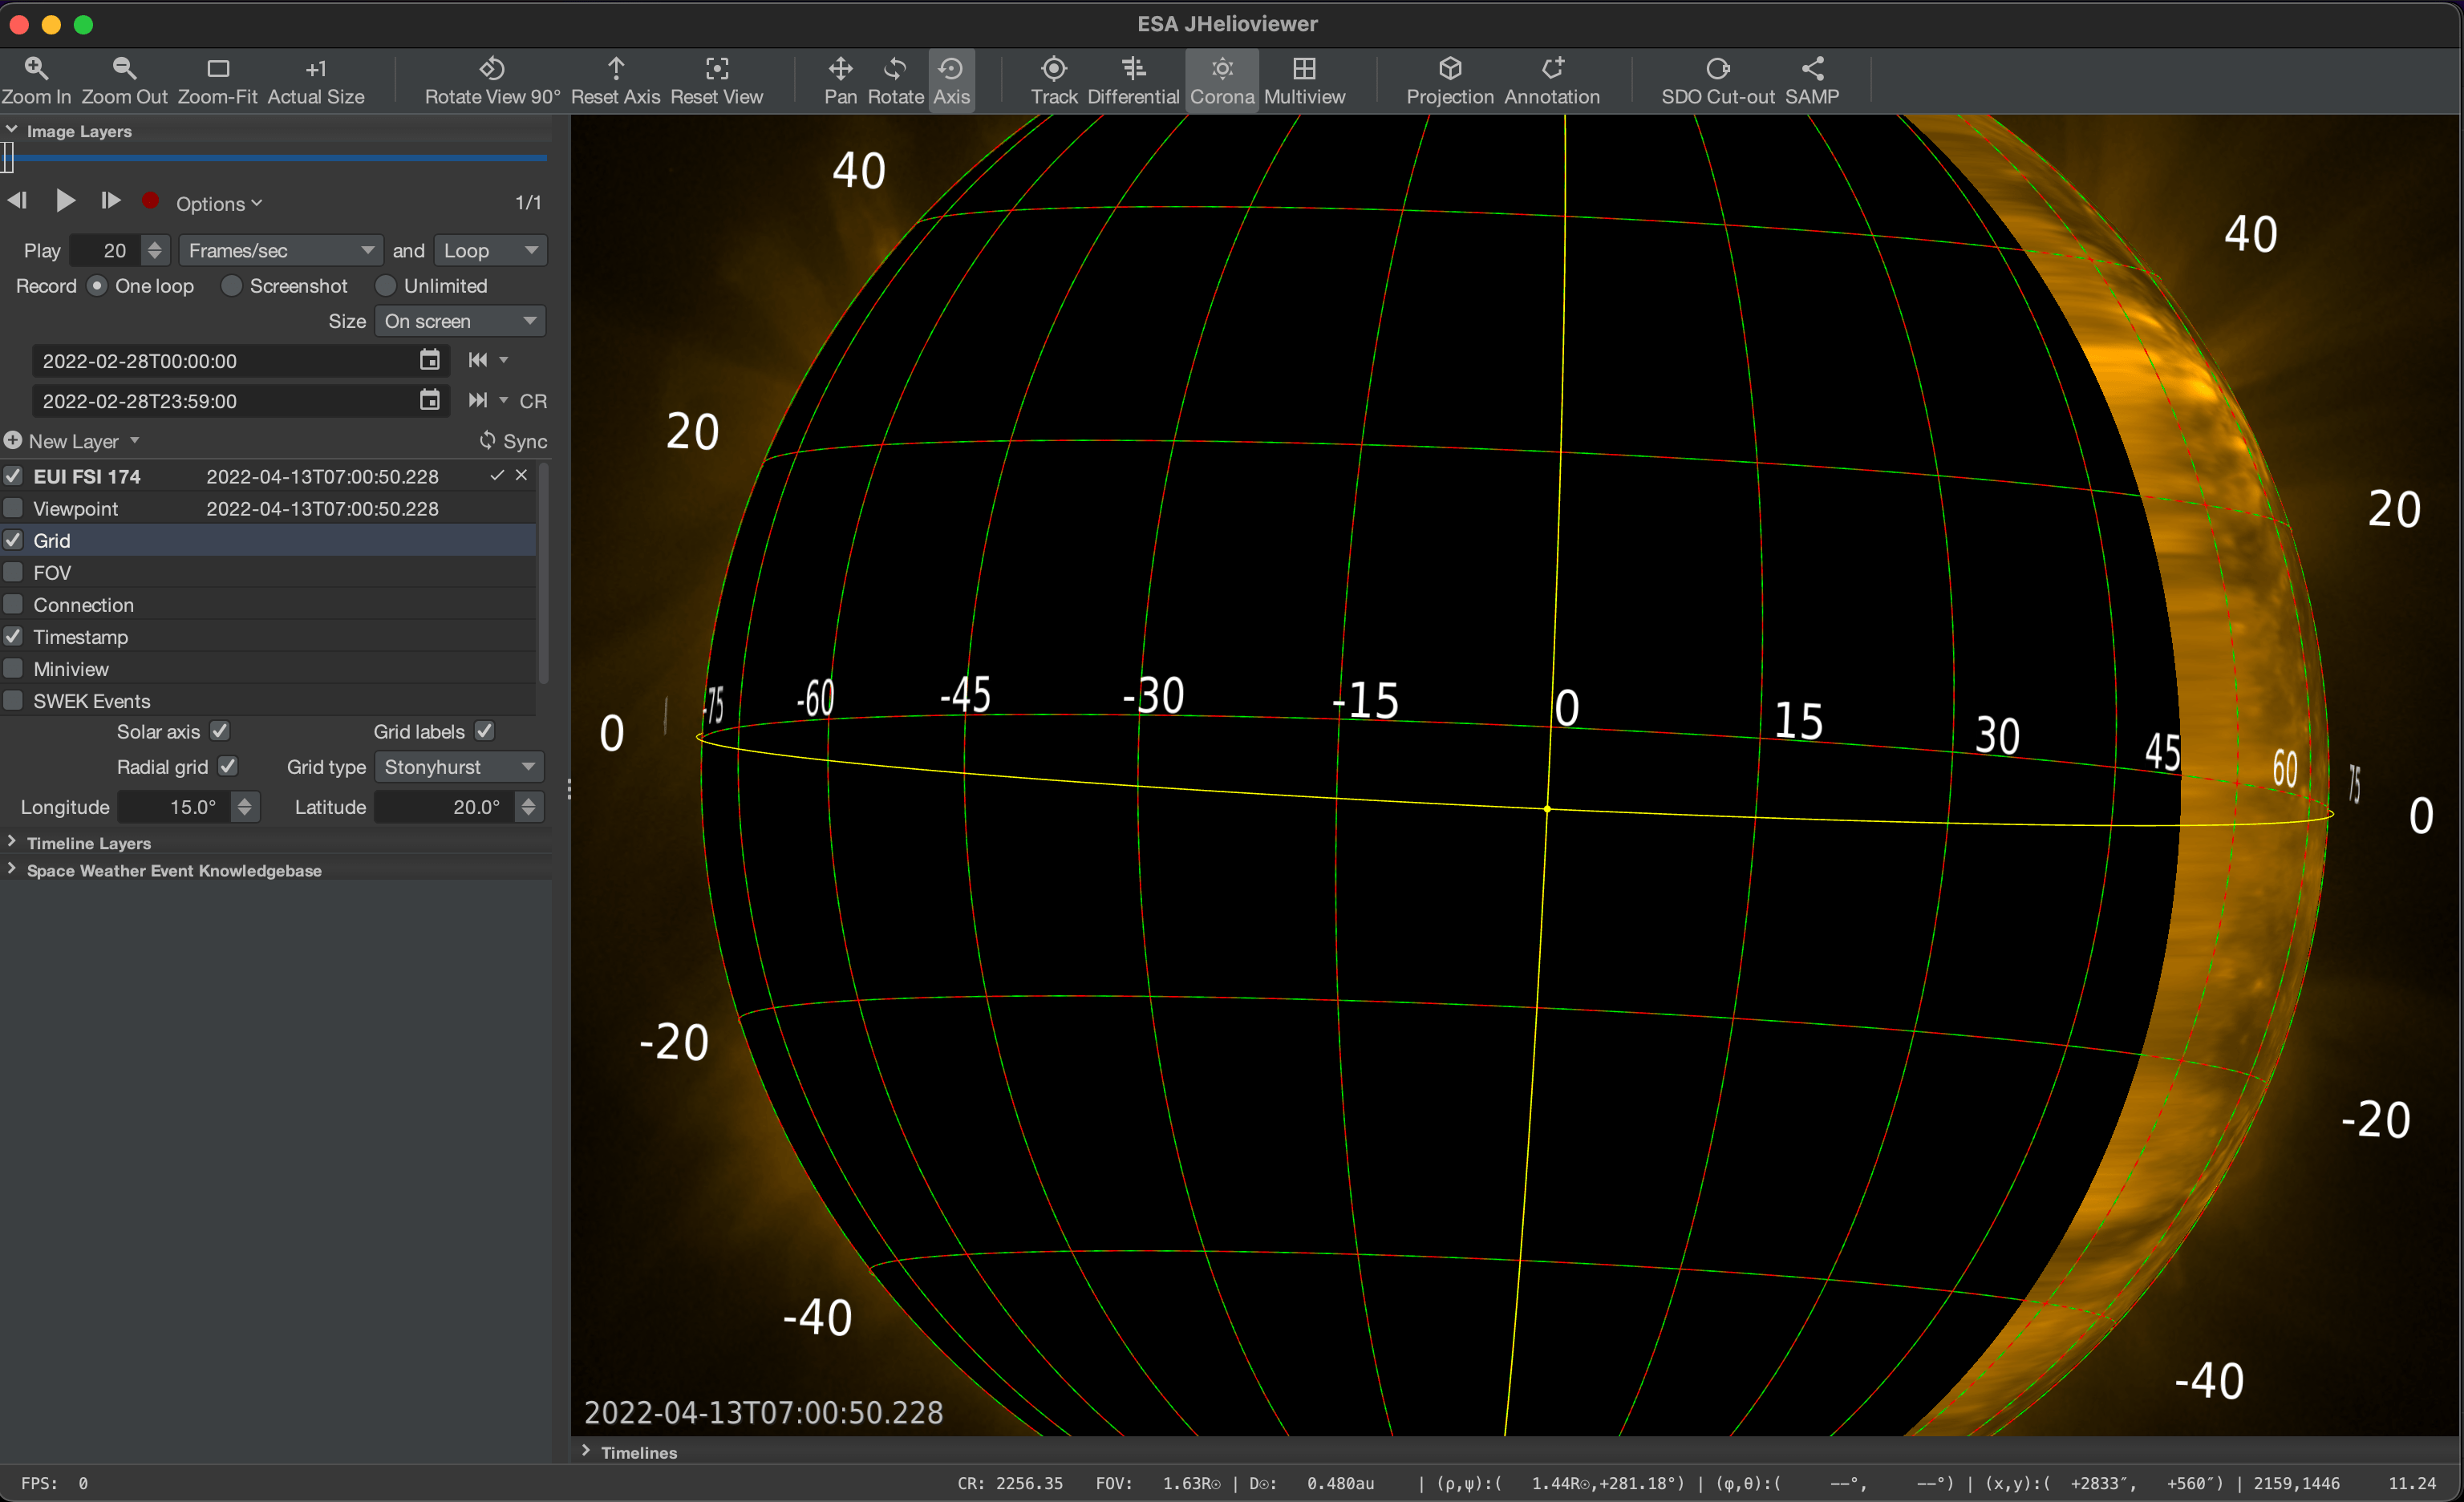 ESA JHelioviewer
Zoom In Zoom Out Zoom-Fit +1 Actual Size Rotate View 90° Reset Axis Reset View Pan Rotate Axis Track Differential Corona Multiview Projection Annotation SDO Cut-out SAMP
Image Layers
Options 1/1
Play 20 Frames/sec and Loop
Record One loop Screenshot Unlimited
Size On screen
2022-02-28T00:00:00
2022-02-28T23:59:00 CR
New Layer Sync
EUI FSI 174 2022-04-13T07:00:50.228
Viewpoint 2022-04-13T07:00:50.228
Grid
FOV
Connection
Timestamp
Miniview
SWEK Events
Solar axis Grid labels
Radial grid Grid type Stonyhurst
Longitude 15.0° Latitude 20.0°
Timeline Layers
Space Weather Event Knowledgebase
40
40
20
20
-75 -60 -45 -30 -15 0 15 30 45 60 75
0 0
-20
-20
-40
-40
2022-04-13T07:00:50.228
Timelines
FPS: 0 CR: 2256.35 FOV: 1.63R☉ | D☉: 0.480au | (ρ,ψ):( 1.44R☉,+281.18°) | (φ,θ):( ——°, ——°) | (x,y):( +2833″, +560″) | 2159,1446 11.24